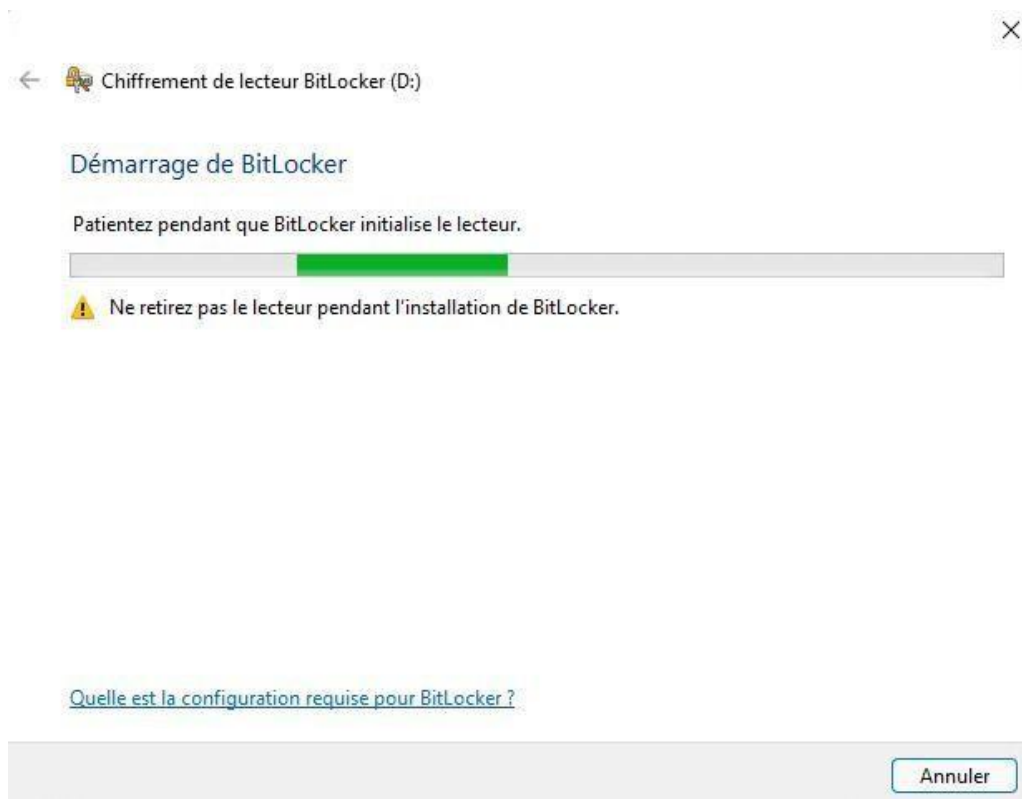 Chiffrement de lecteur BitLocker (D:)
Démarrage de BitLocker
Patientez pendant que BitLocker initialise le lecteur.
Ne retirez pas le lecteur pendant l'installation de BitLocker.
Quelle est la configuration requise pour BitLocker ?
Annuler